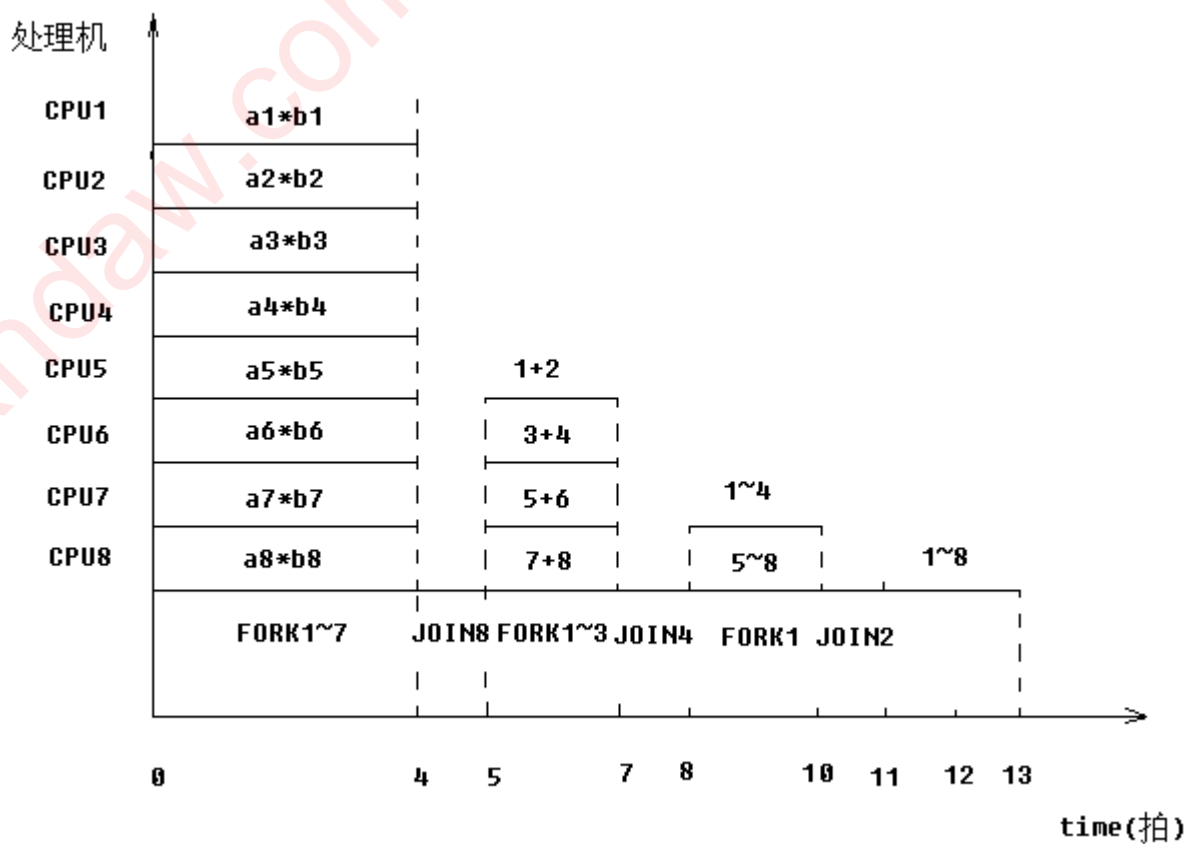 处理机
CPU1 a1*b1
CPU2 a2*b2
CPU3 a3*b3
CPU4 a4*b4
CPU5 a5*b5 1+2
CPU6 a6*b6 3+4
CPU7 a7*b7 5+6 1~4
CPU8 a8*b8 7+8 5~8 1~8
FORK1~7 JOIN8 FORK1~3 JOIN4 FORK1 JOIN2
0 4 5 7 8 10 11 12 13
time(拍)
ndaw.com